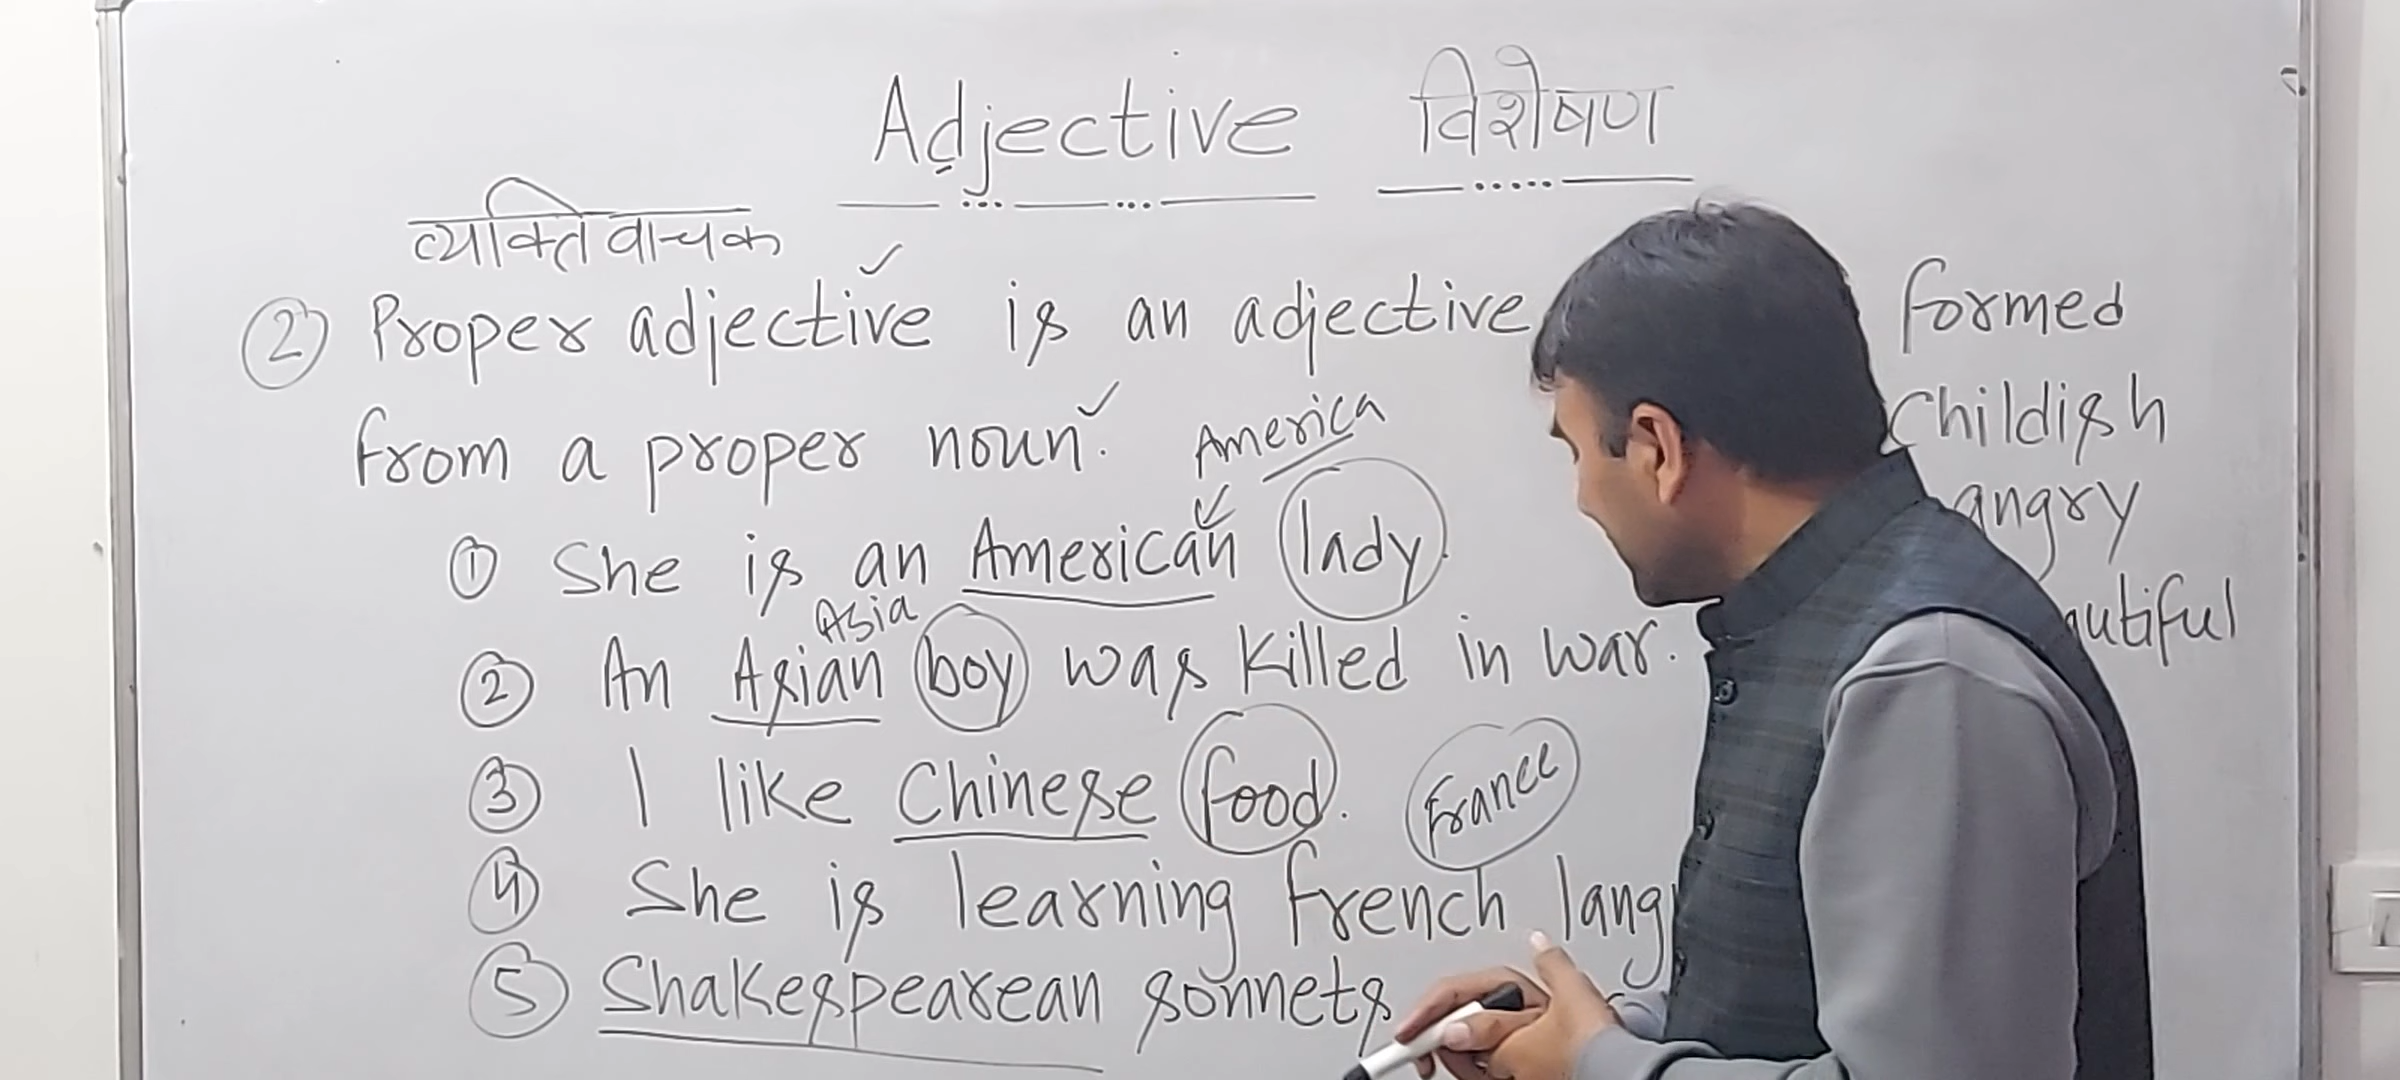 Adjective विशेषण
व्यक्तिवाचक
② Proper adjective is an adjective formed
Childish
from a proper noun. America
angry
① She is an American lady.
Asia
autiful
② An Asian boy was killed in war.
③ I like Chinese food. France
④ She is learning french lang
⑤ Shakespearean sonnets